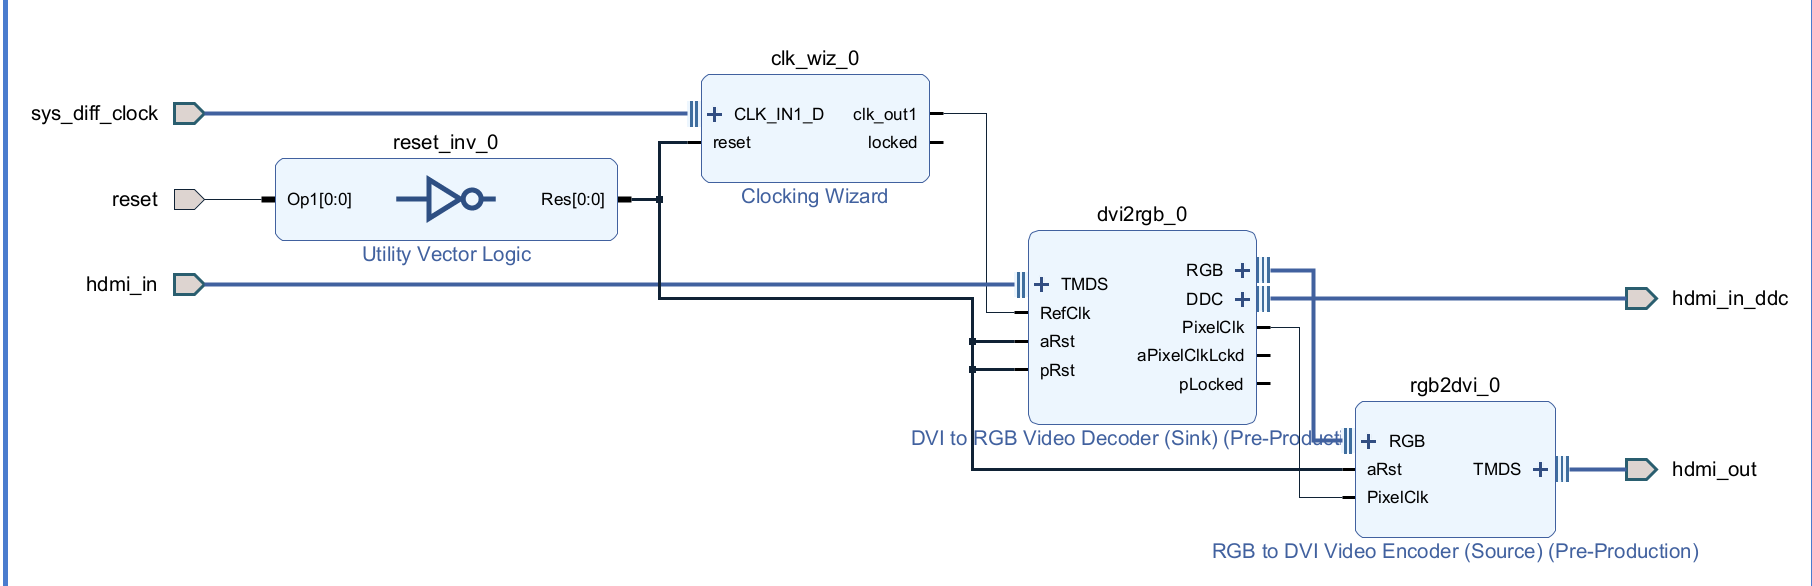 clk_wiz_0
sys_diff_clock
CLK_IN1_D
clk_out1
reset
locked
Clocking Wizard
reset_inv_0
reset
Op1[0:0]
Res[0:0]
Utility Vector Logic
hdmi_in
dvi2rgb_0
TMDS
RefClk
aRst
pRst
RGB
DDC
PixelClk
aPixelClkLckd
pLocked
DVI to RGB Video Decoder (Sink) (Pre-Producti
hdmi_in_ddc
rgb2dvi_0
RGB
aRst
PixelClk
TMDS
hdmi_out
RGB to DVI Video Encoder (Source) (Pre-Production)